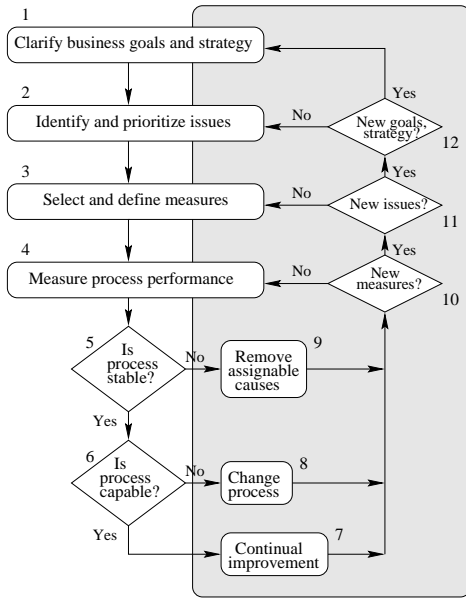 1
Clarify business goals and strategy
Yes
2
Identify and prioritize issues
No
New goals,
strategy?
12
Yes
3
Select and define measures
No
New issues?
11
Yes
4
Measure process performance
No
New
measures?
10
5
Is
process
stable?
No
9
Remove
assignable
causes
Yes
6
Is
process
capable?
No
8
Change
process
Yes
7
Continual
improvement